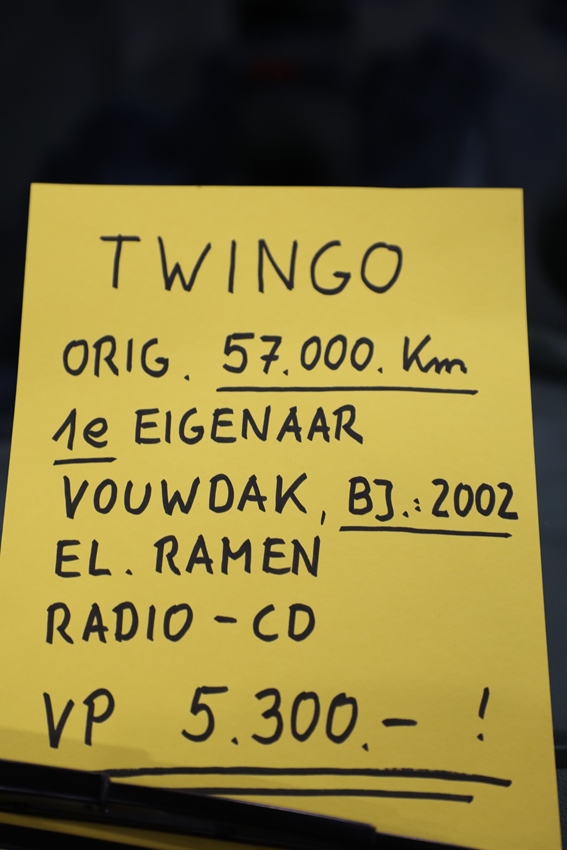 TWINGO
ORIG. 57.000. Km
1e EIGENAAR
VOUWDAK, BJ.: 2002
EL. RAMEN
RADIO - CD
VP 5.300.- !